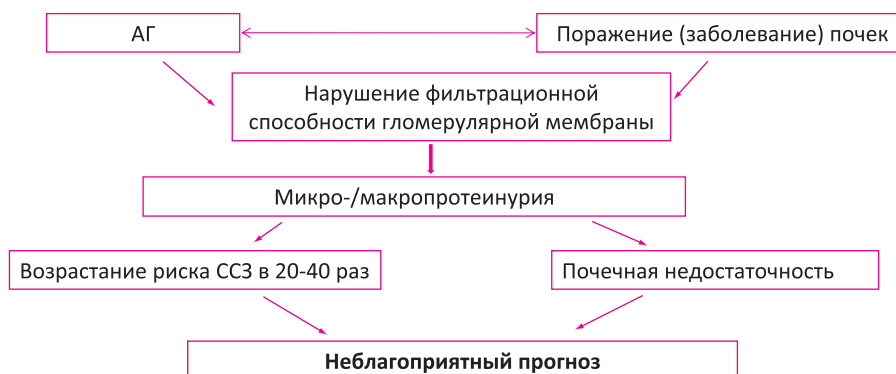 АГ
Поражение (заболевание) почек
Нарушение фильтрационной
способности гломерулярной мембраны
Микро-/макропротеинурия
Возрастание риска ССЗ в 20-40 раз
Почечная недостаточность
Неблагоприятный прогноз